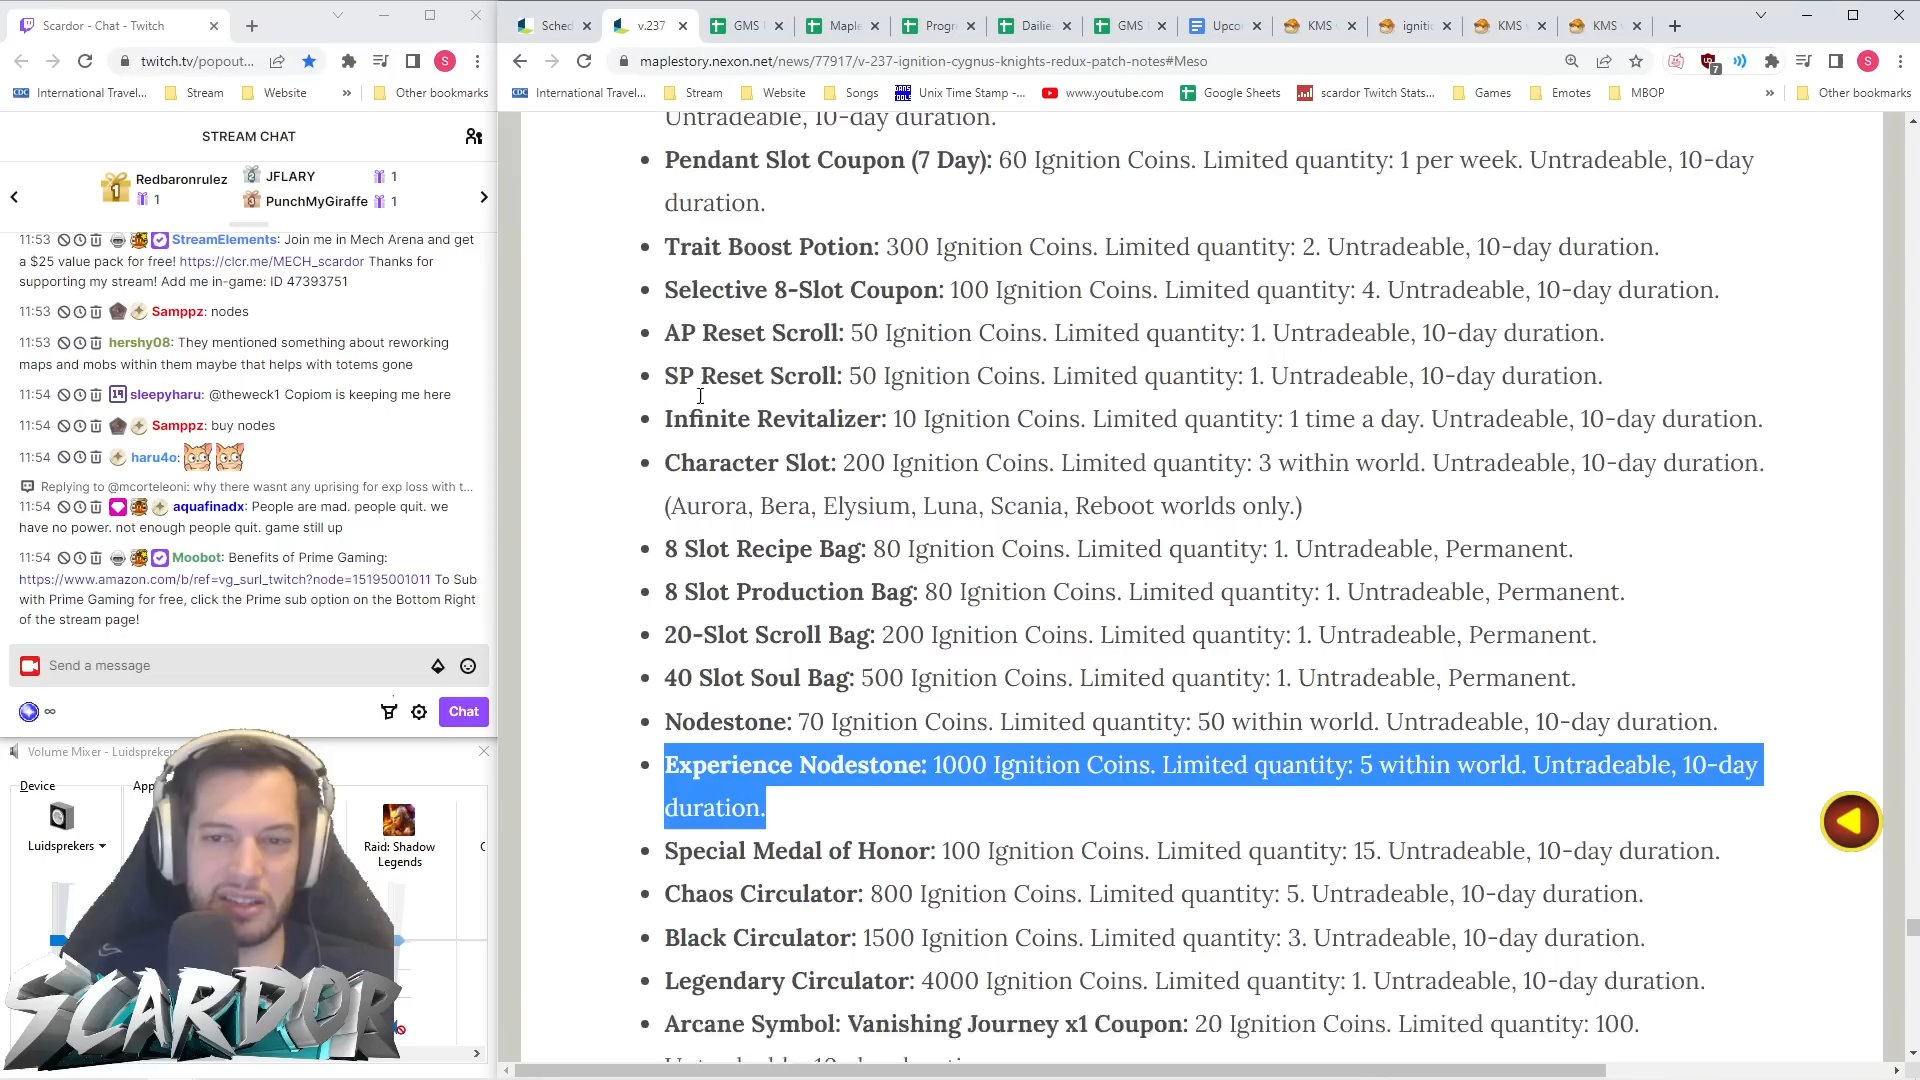 Scardor - Chat - Twitch
twitch.tv/popout...
International Travel...
Stream
Website
Other bookmarks
STREAM CHAT
Redbaronrulez
1
JFLARY
1
PunchMyGiraffe
1
11:53 StreamElements: Join me in Mech Arena and get
a $25 value pack for free! https://clcr.me/MECH_scardor Thanks for
supporting my stream! Add me in-game: ID 47393751
11:53 Samppz: nodes
11:53 hershy08: They mentioned something about reworking
maps and mobs within them maybe that helps with totems gone
11:54 sleepyharu: @theweck1 Copiom is keeping me here
11:54 Samppz: buy nodes
11:54 haru4o:
Replying to @mcorteleoni: why there wasnt any uprising for exp loss with t...
11:54 aquafinadx: People are mad. people quit. we
have no power. not enough people quit. game still up
11:54 Moobot: Benefits of Prime Gaming:
https://www.amazon.com/b/ref=vg_surl_twitch?node=15195001011 To Sub
with Prime Gaming for free, click the Prime sub option on the Bottom Right
of the stream page!
Send a message
Chat
Volume Mixer - Luidsprekers
Device
App
Luidsprekers
Raid: Shadow
Legends
SCARDOR
Sched
v.237
GMS
Maple
Progr
Dailie
GMS
Upco
KMS
igniti
KMS
KMS
maplestory.nexon.net/news/77917/v-237-ignition-cygnus-knights-redux-patch-notes#Meso
7
International Travel...
Stream
Website
Songs
Unix Time Stamp -...
www.youtube.com
Google Sheets
scardor Twitch Stats...
Games
Emotes
MBOP
Other bookmarks
Untradeable, 10-day duration.
Pendant Slot Coupon (7 Day): 60 Ignition Coins. Limited quantity: 1 per week. Untradeable, 10-day
duration.
Trait Boost Potion: 300 Ignition Coins. Limited quantity: 2. Untradeable, 10-day duration.
Selective 8-Slot Coupon: 100 Ignition Coins. Limited quantity: 4. Untradeable, 10-day duration.
AP Reset Scroll: 50 Ignition Coins. Limited quantity: 1. Untradeable, 10-day duration.
SP Reset Scroll: 50 Ignition Coins. Limited quantity: 1. Untradeable, 10-day duration.
Infinite Revitalizer: 10 Ignition Coins. Limited quantity: 1 time a day. Untradeable, 10-day duration.
Character Slot: 200 Ignition Coins. Limited quantity: 3 within world. Untradeable, 10-day duration.
(Aurora, Bera, Elysium, Luna, Scania, Reboot worlds only.)
8 Slot Recipe Bag: 80 Ignition Coins. Limited quantity: 1. Untradeable, Permanent.
8 Slot Production Bag: 80 Ignition Coins. Limited quantity: 1. Untradeable, Permanent.
20-Slot Scroll Bag: 200 Ignition Coins. Limited quantity: 1. Untradeable, Permanent.
40 Slot Soul Bag: 500 Ignition Coins. Limited quantity: 1. Untradeable, Permanent.
Nodestone: 70 Ignition Coins. Limited quantity: 50 within world. Untradeable, 10-day duration.
Experience Nodestone: 1000 Ignition Coins. Limited quantity: 5 within world. Untradeable, 10-day
duration.
Special Medal of Honor: 100 Ignition Coins. Limited quantity: 15. Untradeable, 10-day duration.
Chaos Circulator: 800 Ignition Coins. Limited quantity: 5. Untradeable, 10-day duration.
Black Circulator: 1500 Ignition Coins. Limited quantity: 3. Untradeable, 10-day duration.
Legendary Circulator: 4000 Ignition Coins. Limited quantity: 1. Untradeable, 10-day duration.
Arcane Symbol: Vanishing Journey x1 Coupon: 20 Ignition Coins. Limited quantity: 100.